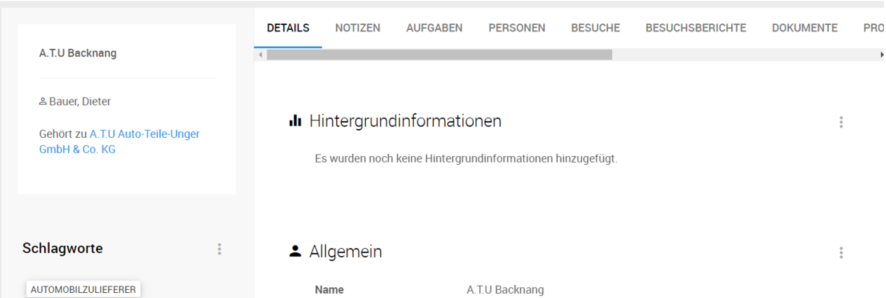 DETAILS NOTIZEN AUFGABEN PERSONEN BESUCHE BESUCHSBERICHTE DOKUMENTE PRO
A.T.U Backnang
Bauer, Dieter
Gehört zu A.T.U Auto-Teile-Unger
GmbH & Co. KG
Schlagworte
AUTOMOBILZULIEFERER
Hintergrundinformationen
Es wurden noch keine Hintergrundinformationen hinzugefügt.
Allgemein
Name A.T.U Backnang